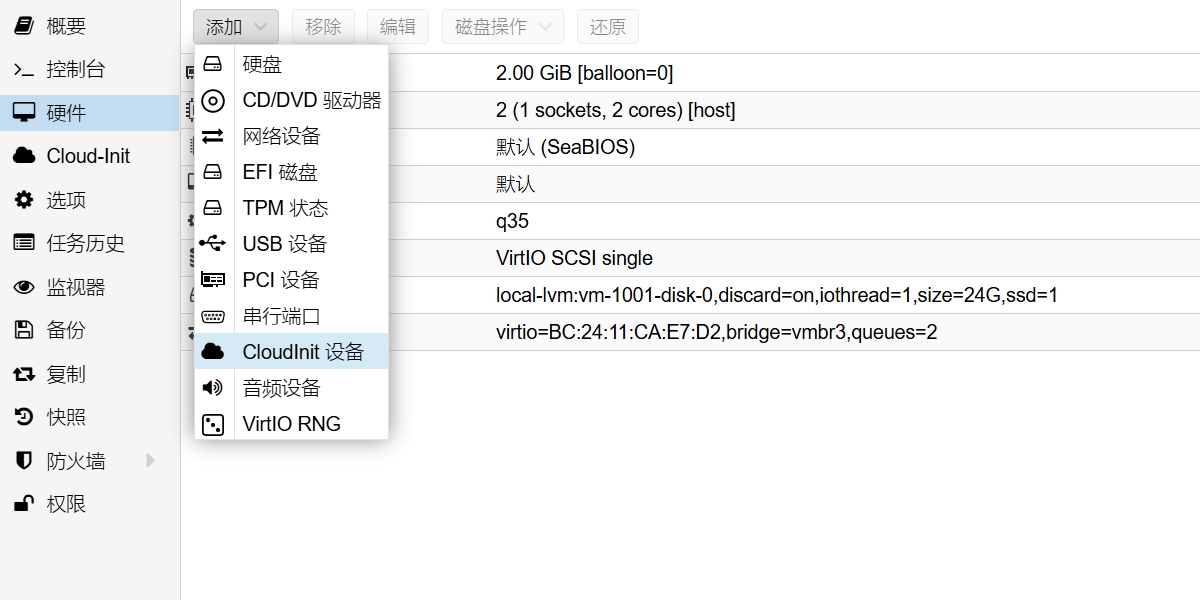 概要
控制台
硬件
Cloud-Init
选项
任务历史
监视器
备份
复制
快照
防火墙
权限
添加 移除 编辑 磁盘操作 还原
硬盘
CD/DVD 驱动器
网络设备
EFI 磁盘
TPM 状态
USB 设备
PCI 设备
串行端口
CloudInit 设备
音频设备
VirtIO RNG
2.00 GiB [balloon=0]
2 (1 sockets, 2 cores) [host]
默认 (SeaBIOS)
默认
q35
VirtIO SCSI single
local-lvm:vm-1001-disk-0,discard=on,iothread=1,size=24G,ssd=1
virtio=BC:24:11:CA:E7:D2,bridge=vmbr3,queues=2